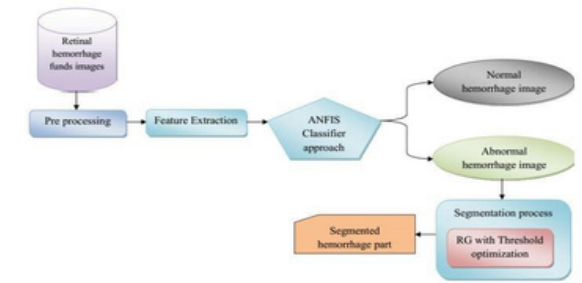 Retinal
hemorrhage
funds images
Pre processing
Feature Extraction
ANFIS
Classifier
approach
Normal
hemorrhage image
Abnormal
hemorrhage image
Segmentation process
RG with Threshold
optimization
Segmented
hemorrhage part